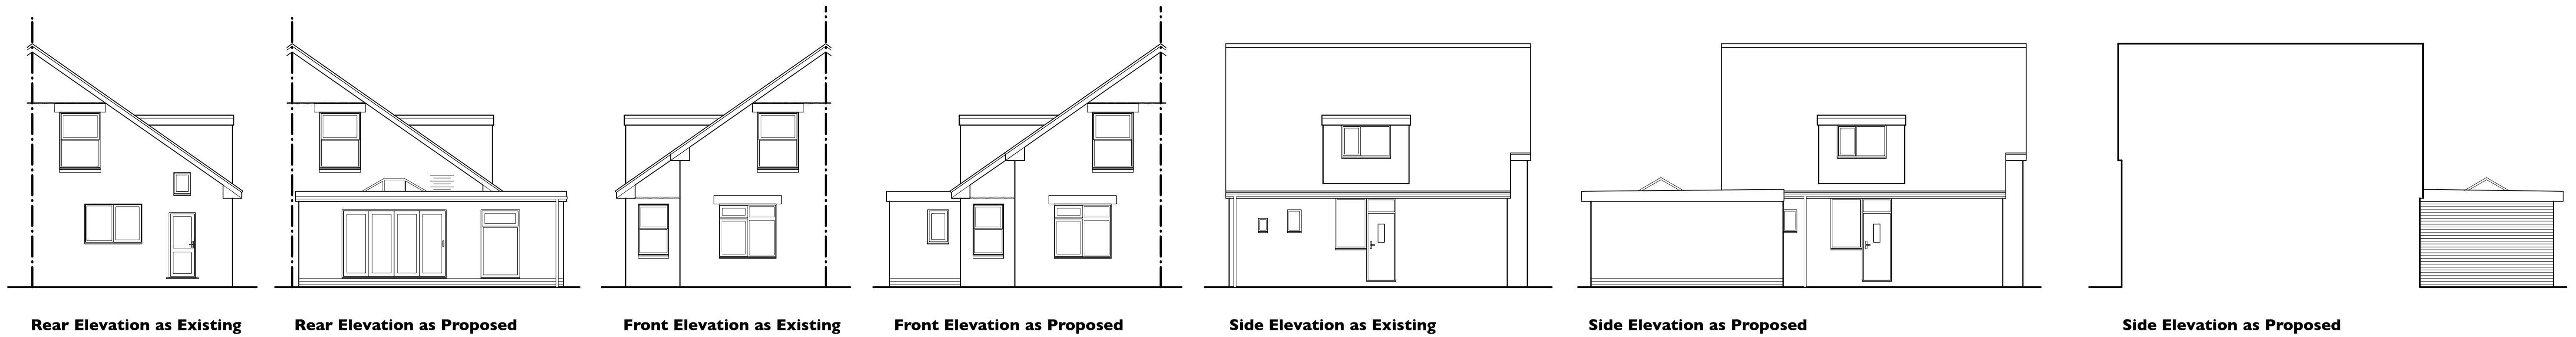 Rear Elevation as Existing
Rear Elevation as Proposed
Front Elevation as Existing
Front Elevation as Proposed
Side Elevation as Existing
Side Elevation as Proposed
Side Elevation as Proposed